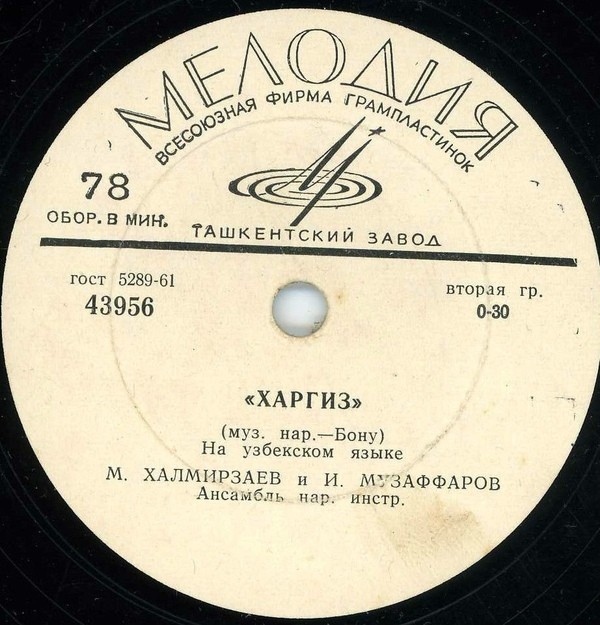 МЕЛОДИЯ
ВСЕСОЮЗНАЯ ФИРМА ГРАМПЛАСТИНОК
78
ОБОР. В МИН.
ТАШКЕНТСКИЙ ЗАВОД
гост 5289-61
43956
вторая гр.
0-30
«ХАРГИЗ»
(муз. нар.—Бону)
На узбекском языке
М. ХАЛМИРЗАЕВ и И. МУЗАФФАРОВ
Ансамбль нар. инстр.